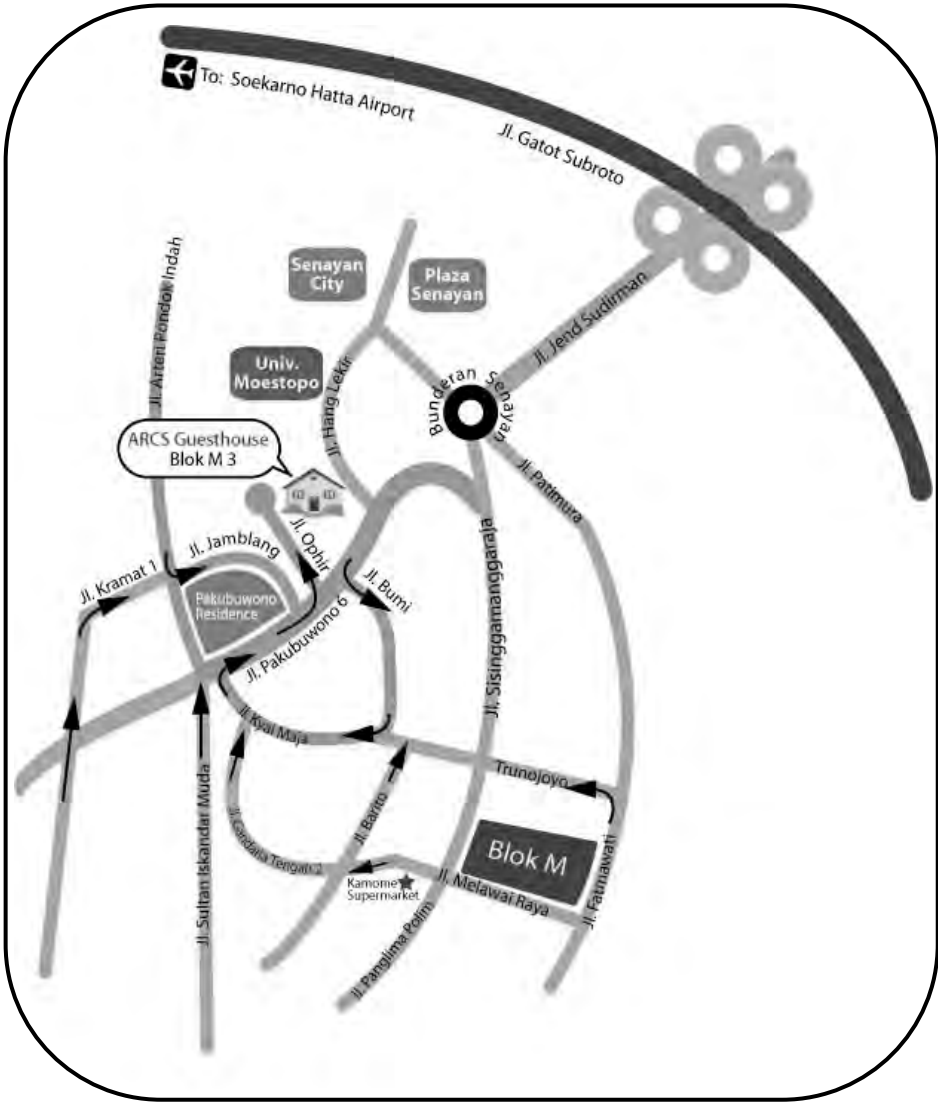 To: Soekarno Hatta Airport
Jl. Gatot Subroto
Jl. Arteri Pondok Indah
Senayan
City
Plaza
Senayan
Jl. Jend Sudirman
Univ.
Moestopo
Jl. Hang Lekir
Bunderan Senayan
ARCS Guesthouse
Blok M 3
Jl. Patimura
Jl. Ophir
Jl. Jamblang
Jl. Kramat 1
Jl. Bumi
Pakubuwono
Residence
Jl. Pakubuwono 6
Jl. Sisinggamanggaraja
Jl. Kyai Maja
Trunojoyo
Jl. Sultan Iskandar Muda
Jl. Barito
Jl. Gandaria Tengah 2
Blok M
Kamome
Supermarket
Jl. Melawai Raya
Jl. Fatmawati
Jl. Panglima Polim